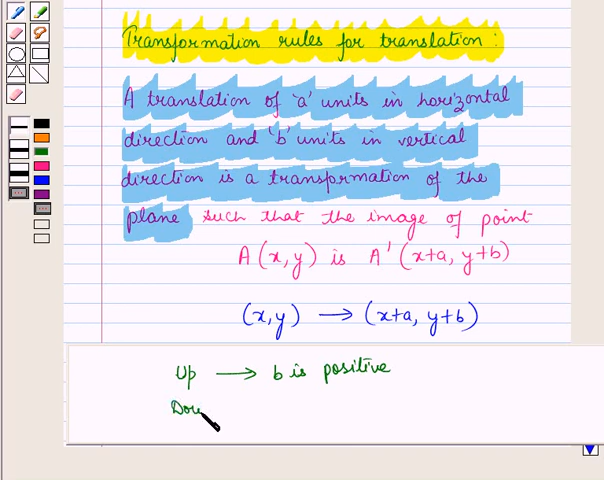 Transformation rules for translation :
A translation of 'a' units in horizontal
direction and 'b' units in vertical
direction is a transformation of the
plane such that the image of point
A (x,y) is A' (x+a, y+b)
(x,y) → (x+a, y+b)
Up → b is positive
Dow